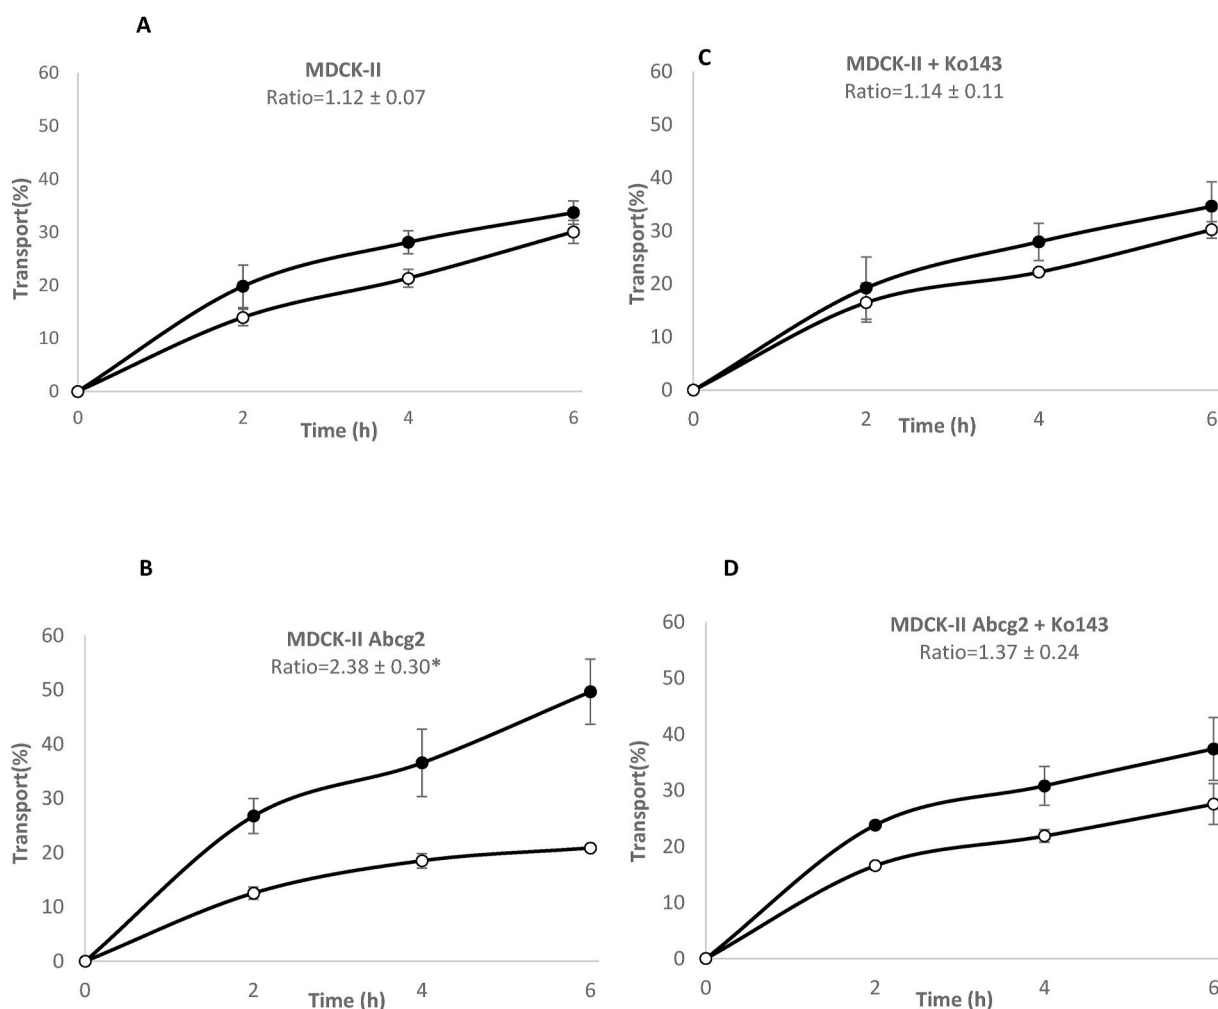 A
MDCK-II
Ratio=1.12 ± 0.07
60
50
40
30
20
10
0
Transport(%)
0 2 4 6
Time (h)
C
MDCK-II + Ko143
Ratio=1.14 ± 0.11
60
50
40
30
20
10
0
Transport(%)
0 2 4 6
Time (h)
B
MDCK-II Abcg2
Ratio=2.38 ± 0.30*
60
50
40
30
20
10
0
Transport(%)
0 2 4 6
Time (h)
D
MDCK-II Abcg2 + Ko143
Ratio=1.37 ± 0.24
60
50
40
30
20
10
0
Transport(%)
0 2 4 6
Time (h)